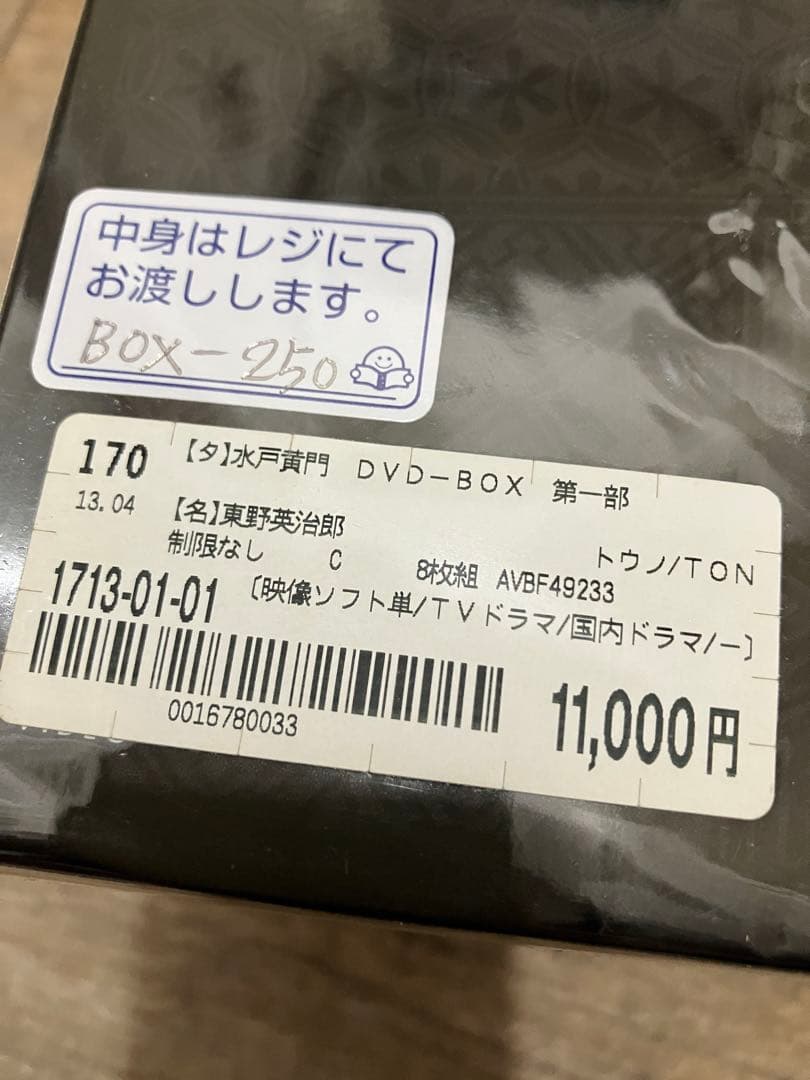 中身はレジにて
お渡しします。
BOX-250
170 【タ】水戸黄門 DVD-BOX 第一部
13.04 【名】東野英治郎
制限なし C 8枚組 AVBF49233 トウノ/TON
1713-01-01 〔映像ソフト単/TVドラマ/国内ドラマ/ー〕
0016780033
11,000円